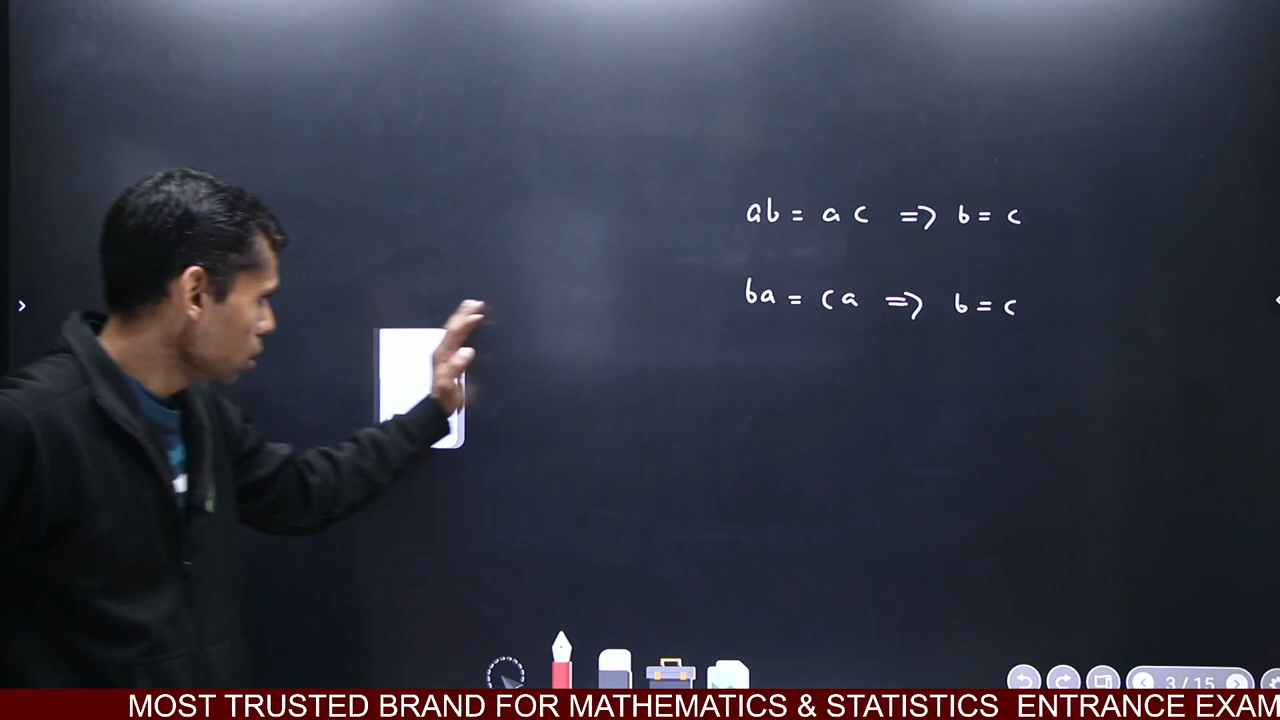 ab = ac => b = c
ba = ca => b = c
3 / 15
MOST TRUSTED BRAND FOR MATHEMATICS & STATISTICS ENTRANCE EXAM